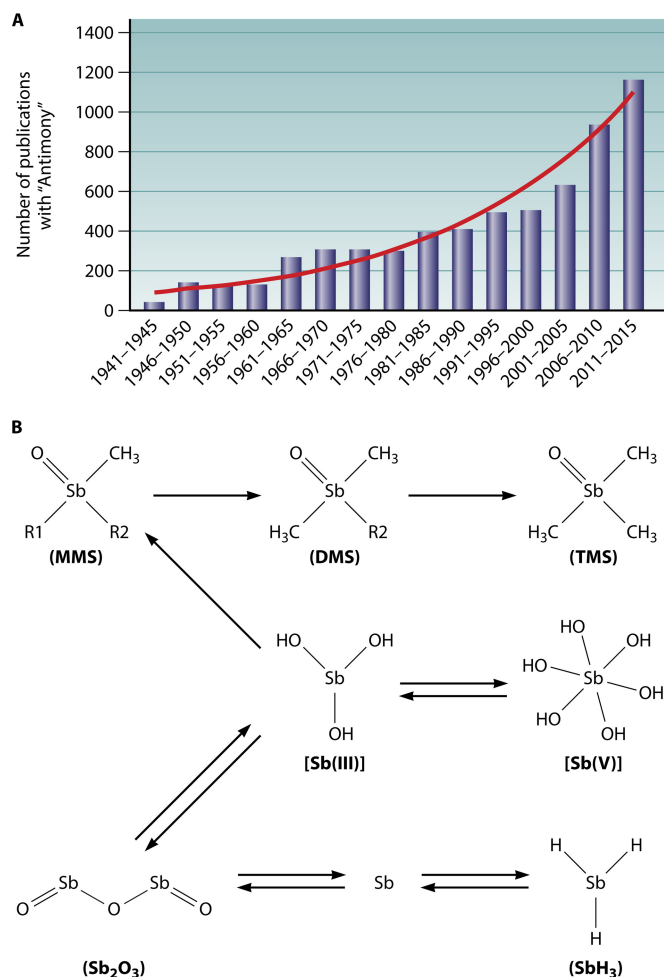 A
Number of publications
with “Antimony”
1400
1200
1000
800
600
400
200
0
1941–1945
1946–1950
1951–1955
1956–1960
1961–1965
1966–1970
1971–1975
1976–1980
1981–1985
1986–1990
1991–1995
1996–2000
2001–2005
2006–2010
2011–2015
B
O CH₃ O CH₃ O CH₃
Sb Sb Sb
R1 R2 H₃C R2 H₃C CH₃
(MMS) (DMS) (TMS)
HO OH HO OH
Sb HO Sb OH
OH HO OH
[Sb(III)] [Sb(V)]
H H
Sb Sb Sb Sb
O O O
H
(Sb₂O₃) (SbH₃)